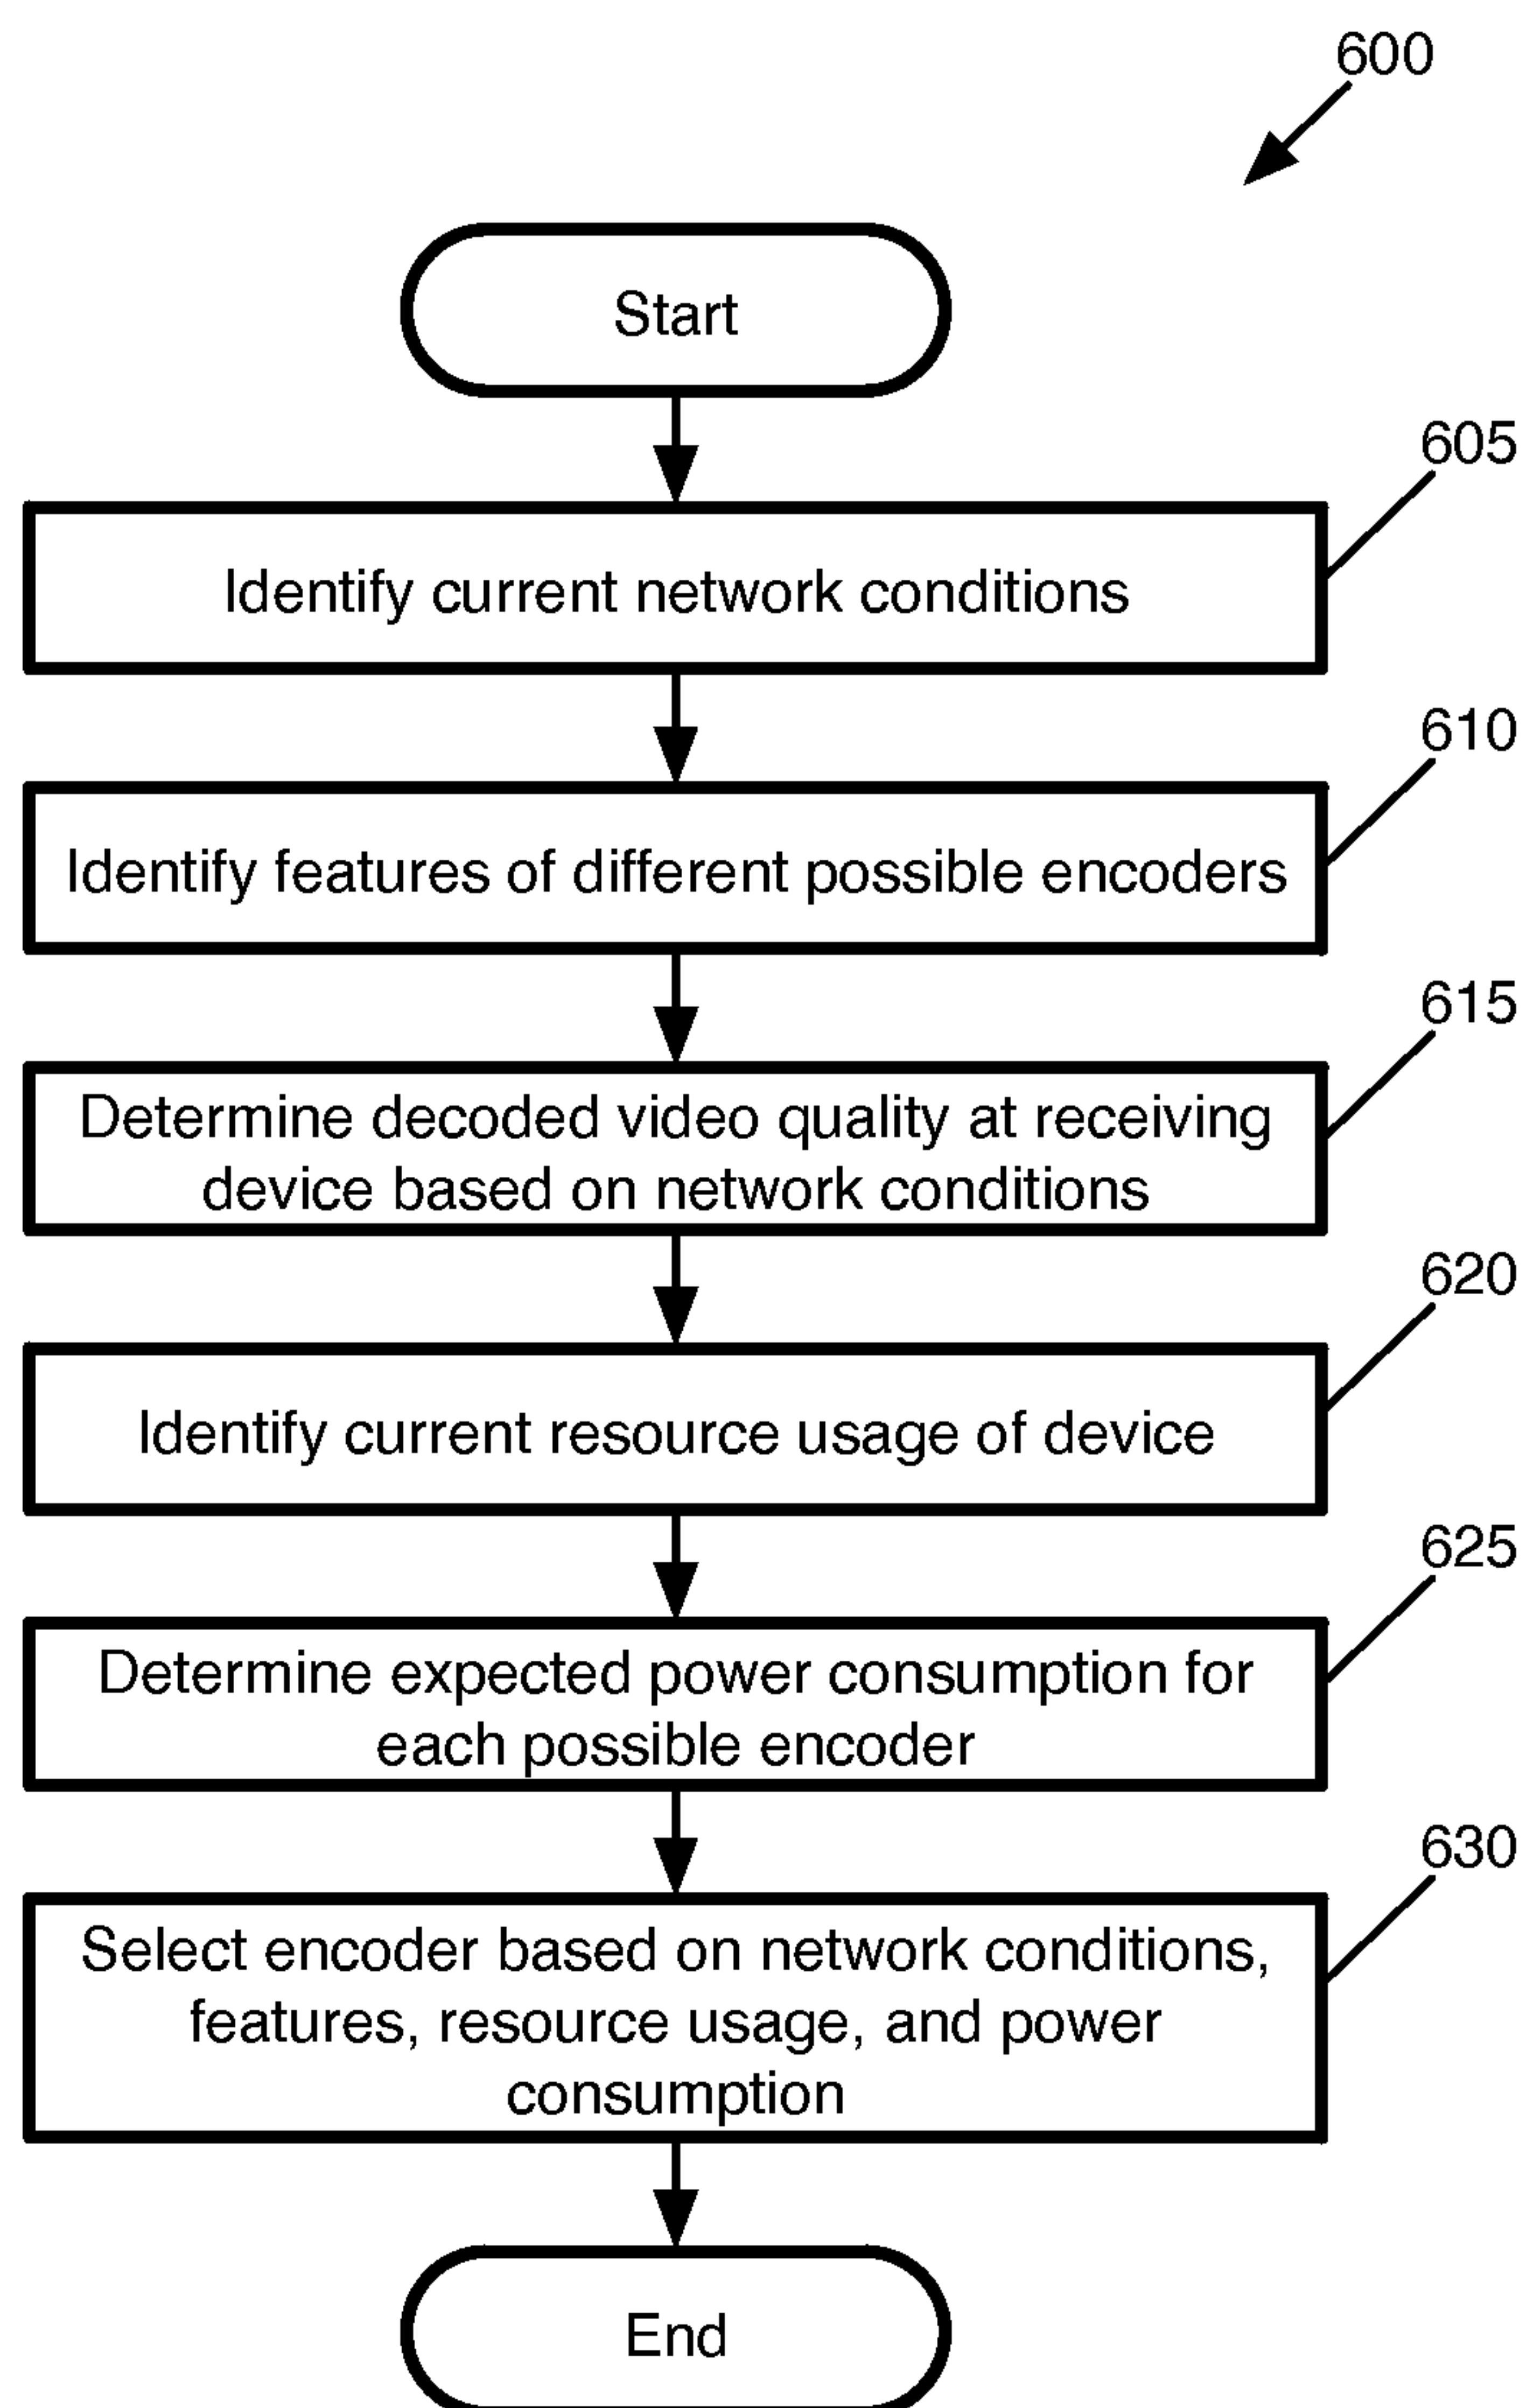 600
Start
605
Identify current network conditions
610
Identify features of different possible encoders
615
Determine decoded video quality at receiving
device based on network conditions
620
Identify current resource usage of device
625
Determine expected power consumption for
each possible encoder
630
Select encoder based on network conditions,
features, resource usage, and power
consumption
End